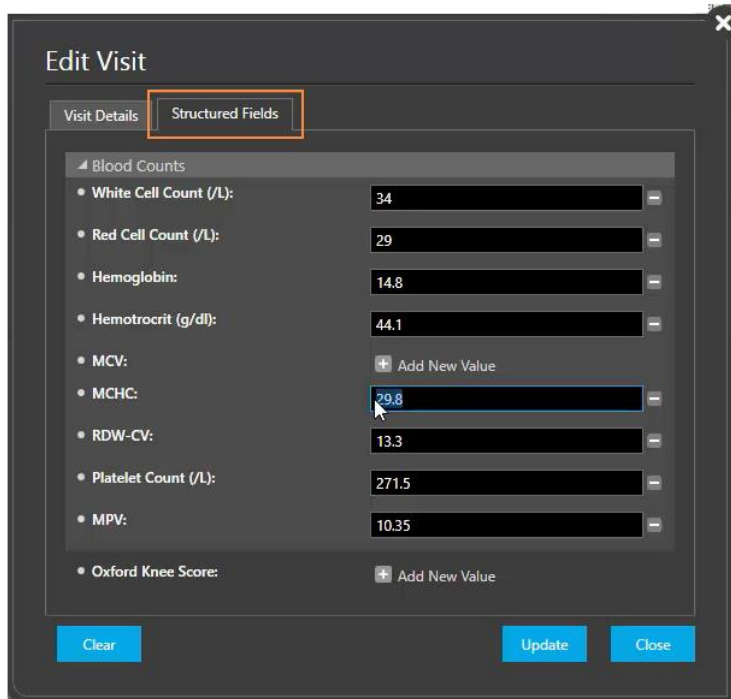 Edit Visit
Visit Details
Structured Fields
Blood Counts
White Cell Count (/L):
34
Red Cell Count (/L):
29
Hemoglobin:
14.8
Hemotrocrit (g/dl):
44.1
MCV:
Add New Value
MCHC:
29.8
RDW-CV:
13.3
Platelet Count (/L):
271.5
MPV:
10.35
Oxford Knee Score:
Add New Value
Clear
Update
Close